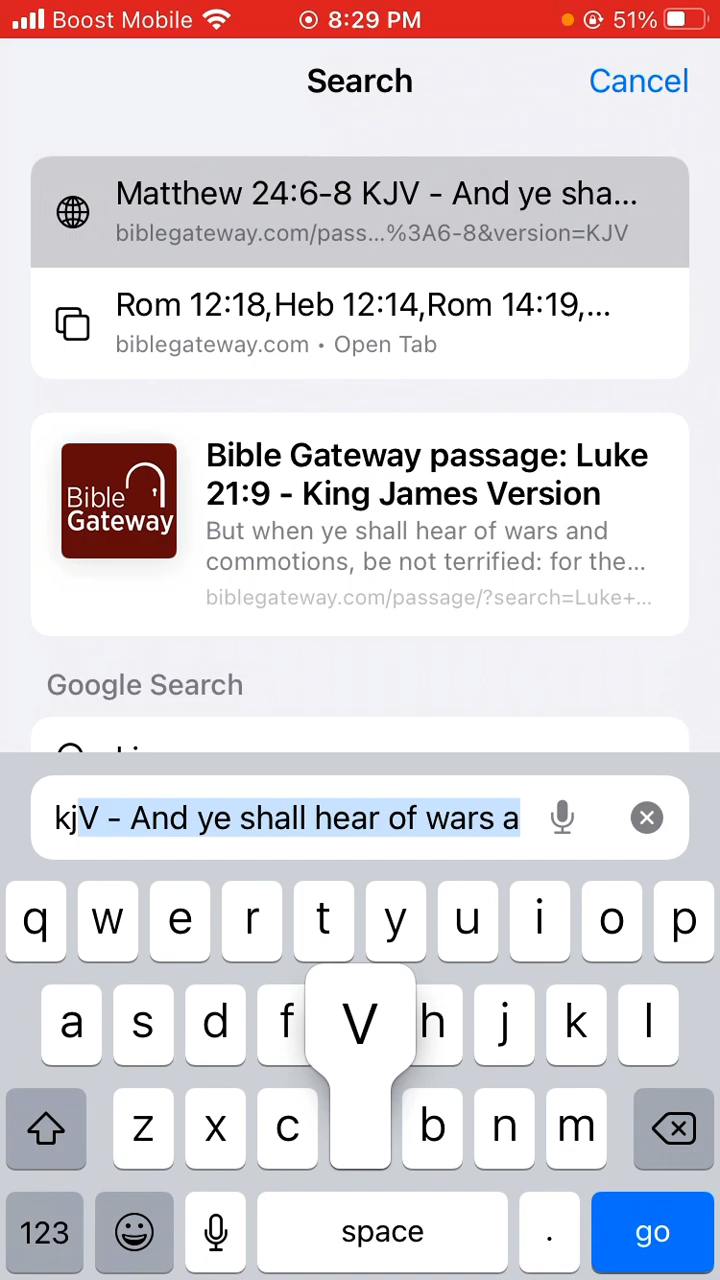 Boost Mobile 8:29 PM 51%
Search Cancel
Matthew 24:6-8 KJV - And ye sha...
biblegateway.com/pass...%3A6-8&version=KJV
Rom 12:18,Heb 12:14,Rom 14:19,...
biblegateway.com • Open Tab
Bible Gateway
Bible Gateway passage: Luke
21:9 - King James Version
But when ye shall hear of wars and
commotions, be not terrified: for the...
biblegateway.com/passage/?search=Luke+...
Google Search
kjV - And ye shall hear of wars a
q w e r t y u i o p
a s d f V h j k l
z x c b n m
123 space . go